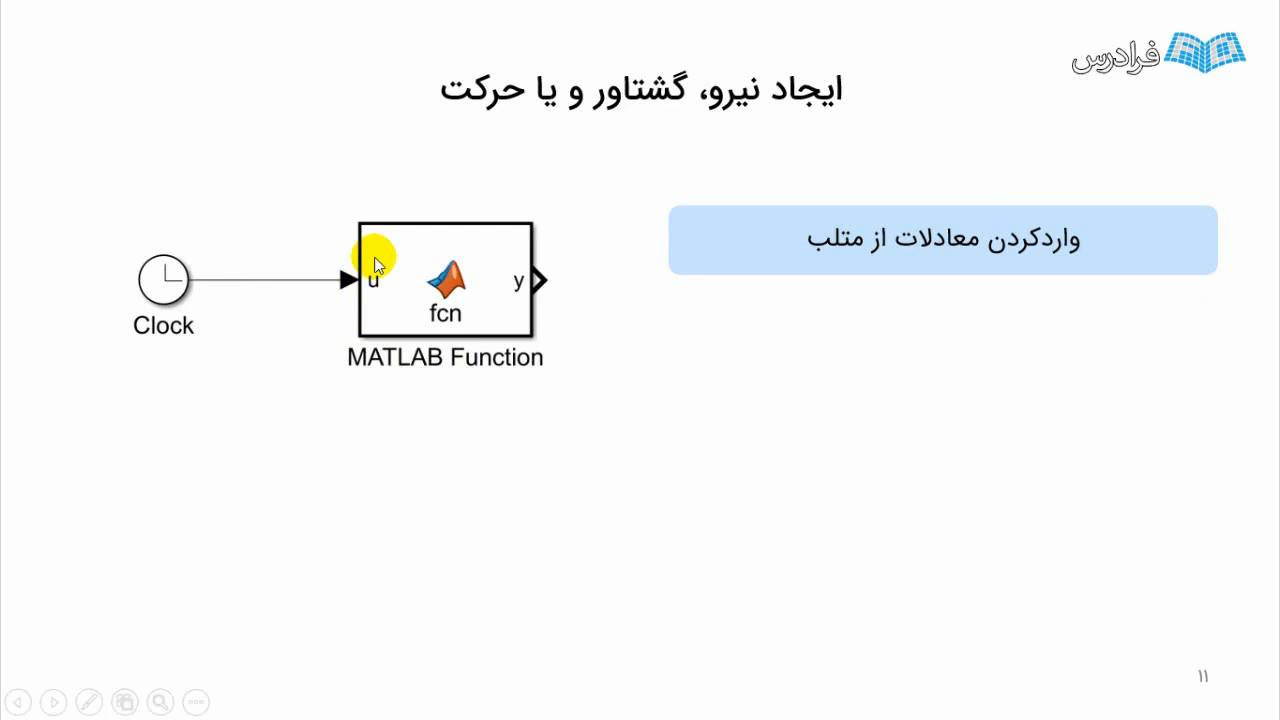 فرادرس
ایجاد نیرو، گشتاور و یا حرکت
واردکردن معادلات از متلب
u
y
fcn
Clock
MATLAB Function
۱۱